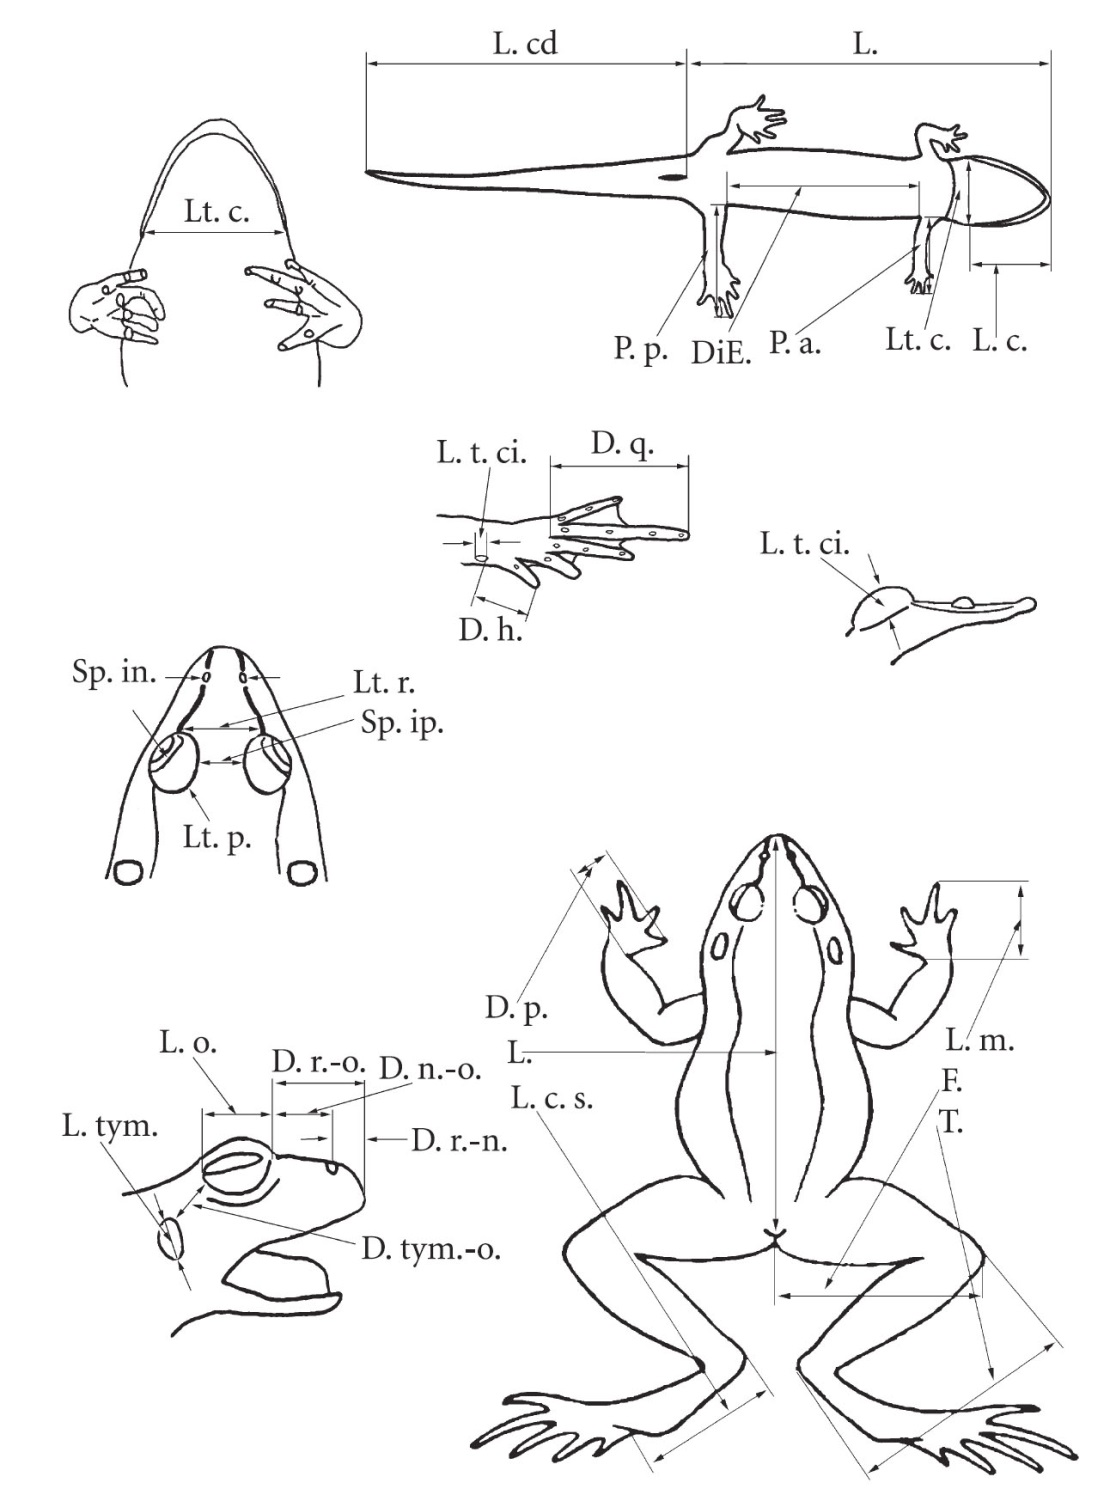 L. cd
L.
Lt. c.
P. p.
DiE.
P. a.
Lt. c.
L. c.
L. t. ci.
D. q.
D. h.
L. t. ci.
Sp. in.
Lt. r.
Sp. ip.
Lt. p.
D. p.
L.
L. c. s.
L. m.
F.
T.
L. o.
D. r.-o.
D. n.-o.
L. tym.
D. r.-n.
D. tym.-o.